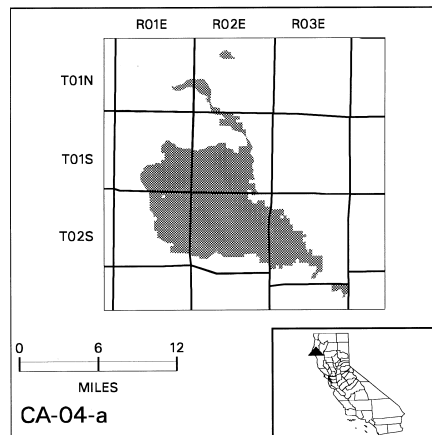 R01E R02E R03E
T01N
T01S
T02S
0 6 12
MILES
CA-04-a